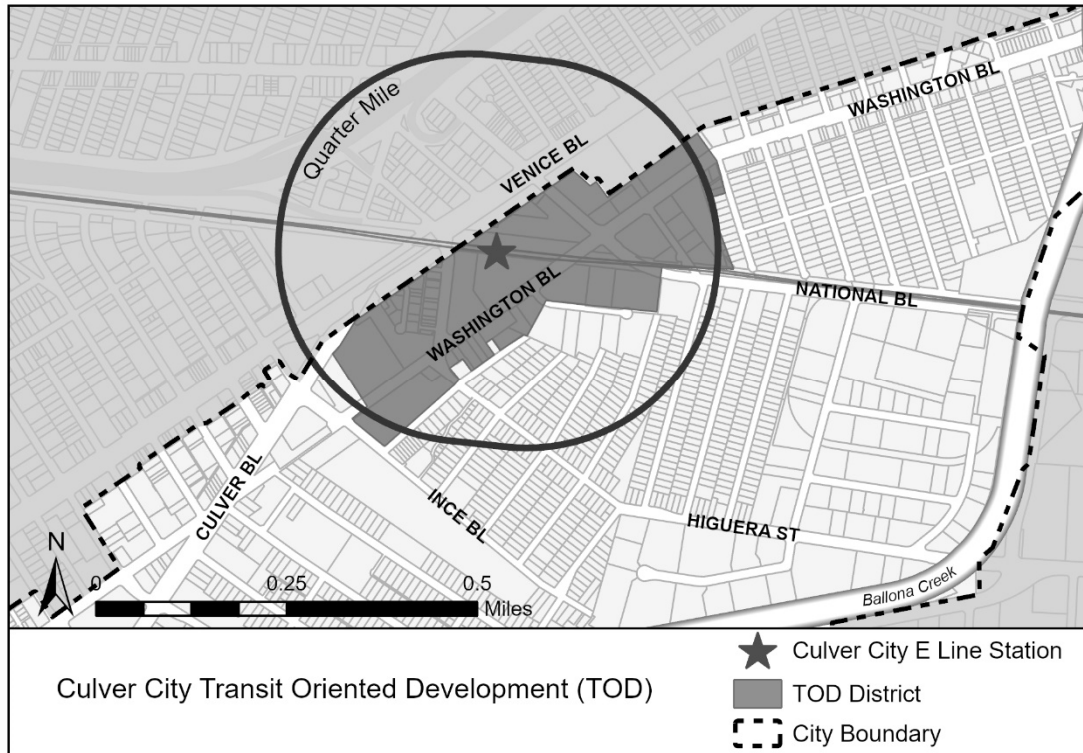 WASHINGTON BL
Quarter Mile
VENICE BL
WASHINGTON BL
NATIONAL BL
CULVER BL
INCE BL
HIGUERA ST
N
0 0.25 0.5
Miles
Ballona Creek
Culver City Transit Oriented Development (TOD)
Culver City E Line Station
TOD District
City Boundary